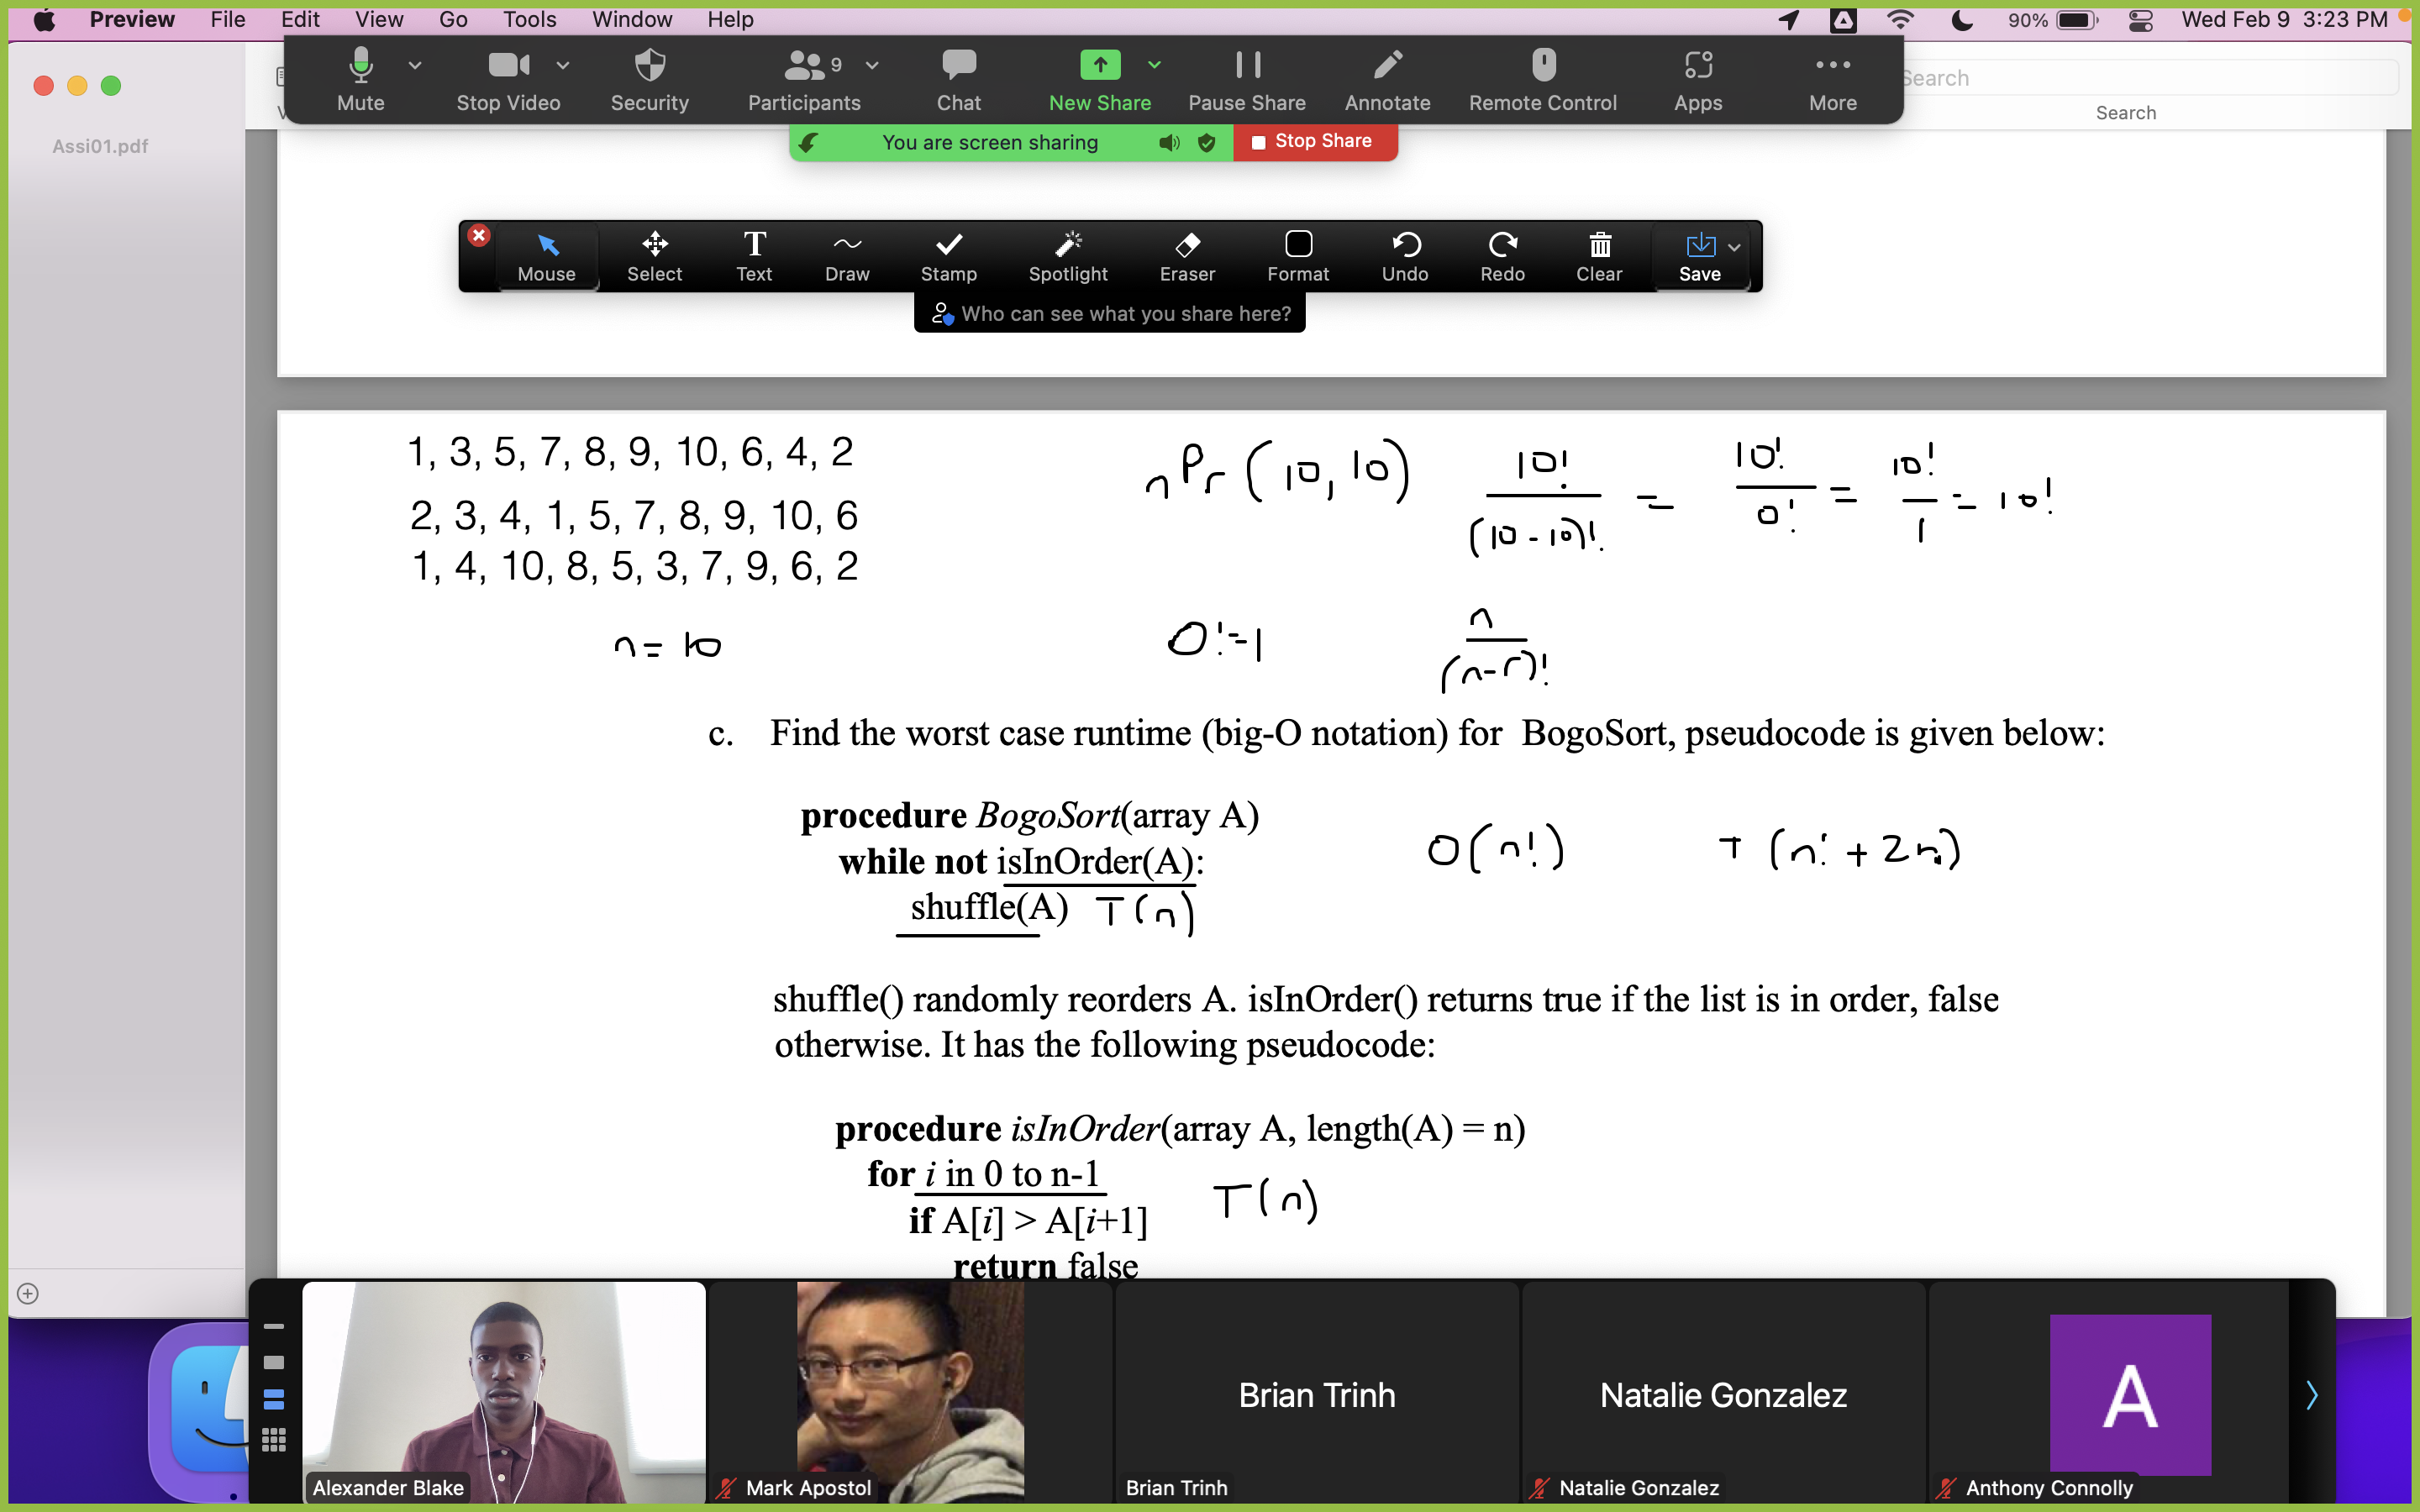 Preview File Edit View Go Tools Window Help 90% Wed Feb 9 3:23 PM
Mute Stop Video Security Participants 9 Chat New Share Pause Share Annotate Remote Control Apps More
Search
Search
You are screen sharing Stop Share
Assi01.pdf
Mouse Select Text Draw Stamp Spotlight Eraser Format Undo Redo Clear Save
Who can see what you share here?
1, 3, 5, 7, 8, 9, 10, 6, 4, 2
2, 3, 4, 1, 5, 7, 8, 9, 10, 6
1, 4, 10, 8, 5, 3, 7, 9, 6, 2
nPr (10, 10) 10! / (10-10)! = 10! / 0! = 10! / 1 = 10!
n = 10
0! = 1
n / (n-r)!
c. Find the worst case runtime (big-O notation) for BogoSort, pseudocode is given below:
procedure BogoSort(array A)
while not isInOrder(A): O(n!) T (n! + 2n)
shuffle(A) T(n)
shuffle() randomly reorders A. isInOrder() returns true if the list is in order, false
otherwise. It has the following pseudocode:
procedure isInOrder(array A, length(A) = n)
for i in 0 to n-1
T(n)
if A[i] > A[i+1]
return false
Brian Trinh
Natalie Gonzalez
A
Alexander Blake
Mark Apostol
Brian Trinh
Natalie Gonzalez
Anthony Connolly